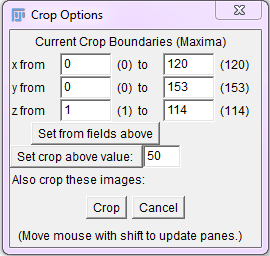 Crop Options
Current Crop Boundaries (Maxima)
x from 0 (0) to 120 (120)
y from 0 (0) to 153 (153)
z from 1 (1) to 114 (114)
Set from fields above
Set crop above value: 50
Also crop these images:
Crop Cancel
(Move mouse with shift to update panes.)